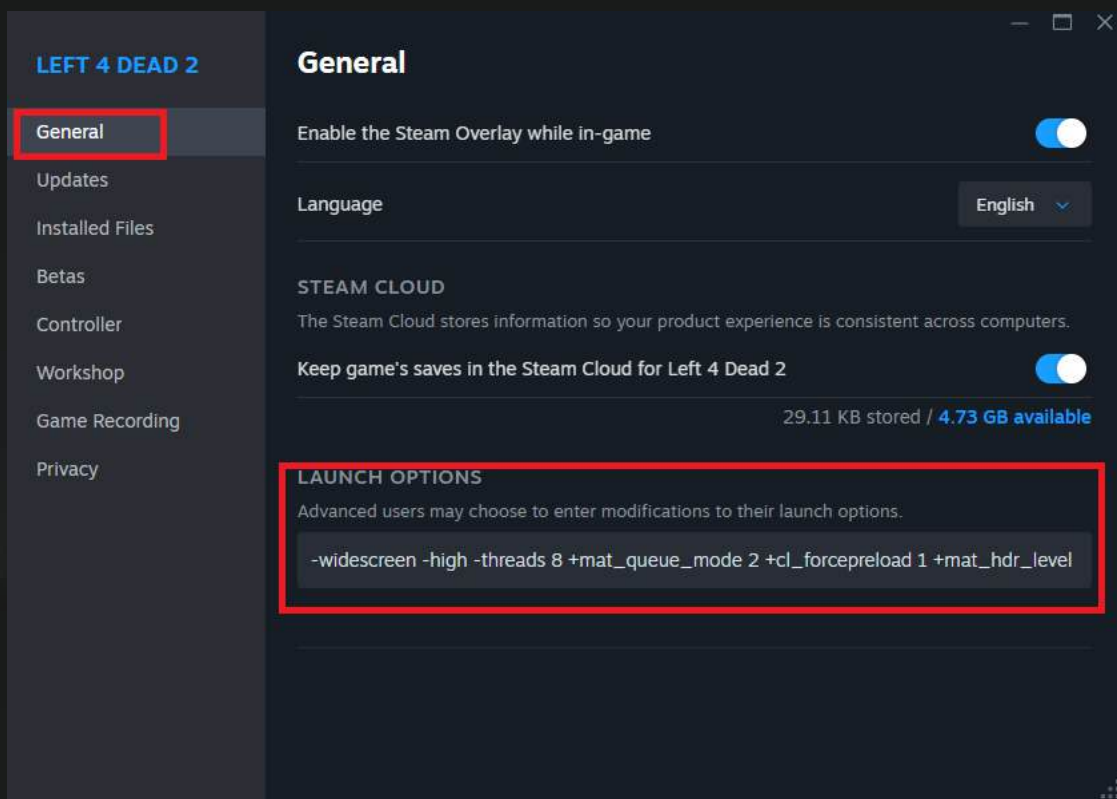 LEFT 4 DEAD 2
General
Updates
Installed Files
Betas
Controller
Workshop
Game Recording
Privacy
General
Enable the Steam Overlay while in-game
Language
English
STEAM CLOUD
The Steam Cloud stores information so your product experience is consistent across computers.
Keep game's saves in the Steam Cloud for Left 4 Dead 2
29.11 KB stored / 4.73 GB available
LAUNCH OPTIONS
Advanced users may choose to enter modifications to their launch options.
-widescreen -high -threads 8 +mat_queue_mode 2 +cl_forcepreload 1 +mat_hdr_level